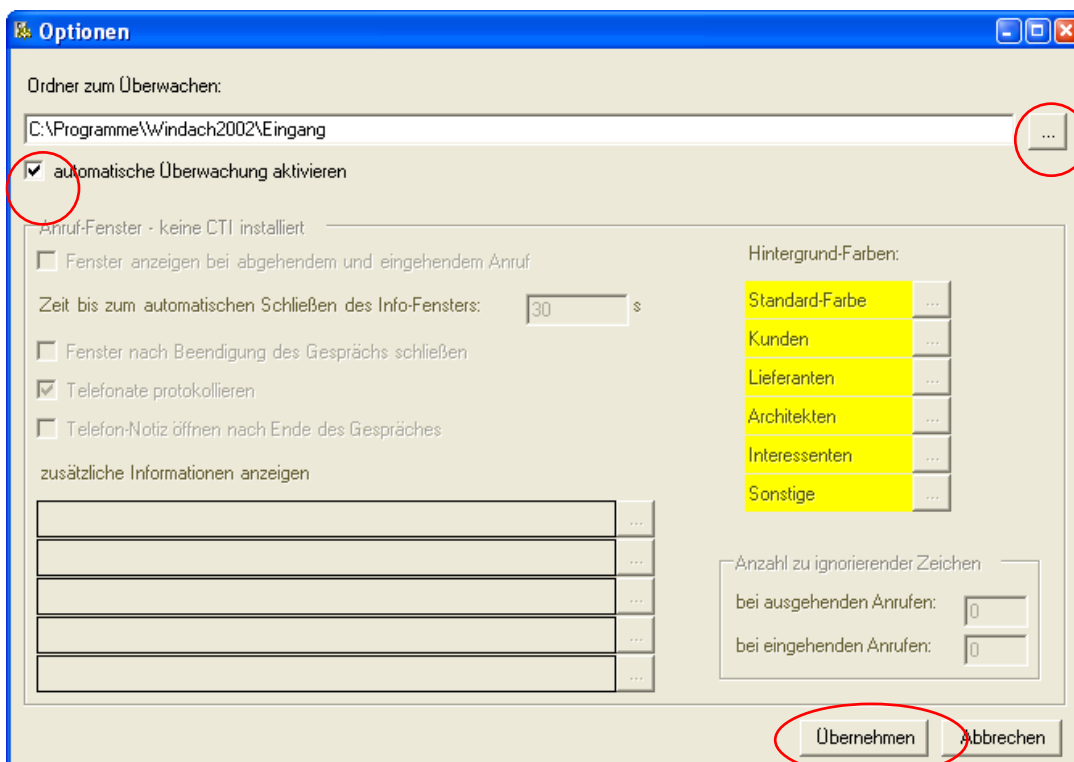 Optionen
Ordner zum Überwachen:
C:\Programme\Windach2002\Eingang
...
automatische Überwachung aktivieren
Anruf-Fenster - keine CTI installiert
Fenster anzeigen bei abgehendem und eingehendem Anruf
Zeit bis zum automatischen Schließen des Info-Fensters: 30 s
Fenster nach Beendigung des Gesprächs schließen
Telefonate protokollieren
Telefon-Notiz öffnen nach Ende des Gespräches
zusätzliche Informationen anzeigen
...
...
...
...
...
Hintergrund-Farben:
Standard-Farbe ...
Kunden ...
Lieferanten ...
Architekten ...
Interessenten ...
Sonstige ...
Anzahl zu ignorierender Zeichen
bei ausgehenden Anrufen: 0
bei eingehenden Anrufen: 0
Übernehmen Abbrechen